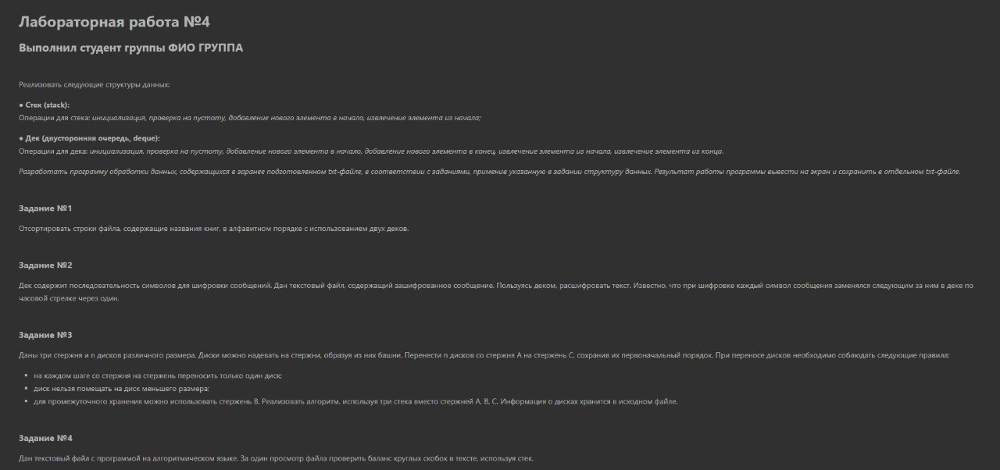 Лабораторная работа №4
Выполнил студент группы ФИО ГРУППА
Реализовать следующие структуры данных:
● Стек (stack):
Операции для стека: инициализация, проверка на пустоту, добавление нового элемента в начало, извлечение элемента из начала;
● Дек (двусторонняя очередь, deque):
Операции для дека: инициализация, проверка на пустоту, добавление нового элемента в начало, добавление нового элемента в конец, извлечение элемента из начала, извлечение элемента из конца.
Разработать программу обработки данных, содержащихся в заранее подготовленном txt-файле, в соответствии с заданиями, применив указанную в задании структуру данных. Результат работы программы вывести на экран и сохранить в отдельном txt-файле.
Задание №1
Отсортировать строки файла, содержащие названия книг, в алфавитном порядке с использованием двух деков.
Задание №2
Дек содержит последовательность символов для шифровки сообщений. Дан текстовый файл, содержащий зашифрованное сообщение. Пользуясь деком, расшифровать текст. Известно, что при шифровке каждый символ сообщения заменялся следующим за ним в деке по
часовой стрелке через один.
Задание №3
Даны три стержня и n дисков различного размера. Диски можно надевать на стержни, образуя из них башни. Перенести n дисков со стержня А на стержень С, сохранив их первоначальный порядок. При переносе дисков необходимо соблюдать следующие правила:
• на каждом шаге со стержня на стержень переносить только один диск;
• диск нельзя помещать на диск меньшего размера;
• для промежуточного хранения можно использовать стержень В. Реализовать алгоритм, используя три стека вместо стержней А, В, С. Информация о дисках хранится в исходном файле.
Задание №4
Дан текстовый файл с программой на алгоритмическом языке. За один просмотр файла проверить баланс круглых скобок в тексте, используя стек.